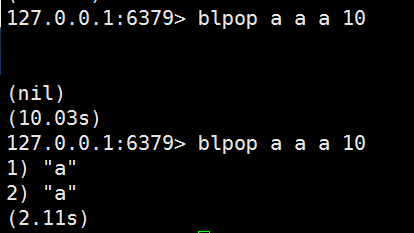 127.0.0.1:6379> blpop a a a 10
(nil)
(10.03s)
127.0.0.1:6379> blpop a a a 10
1) "a"
2) "a"
(2.11s)